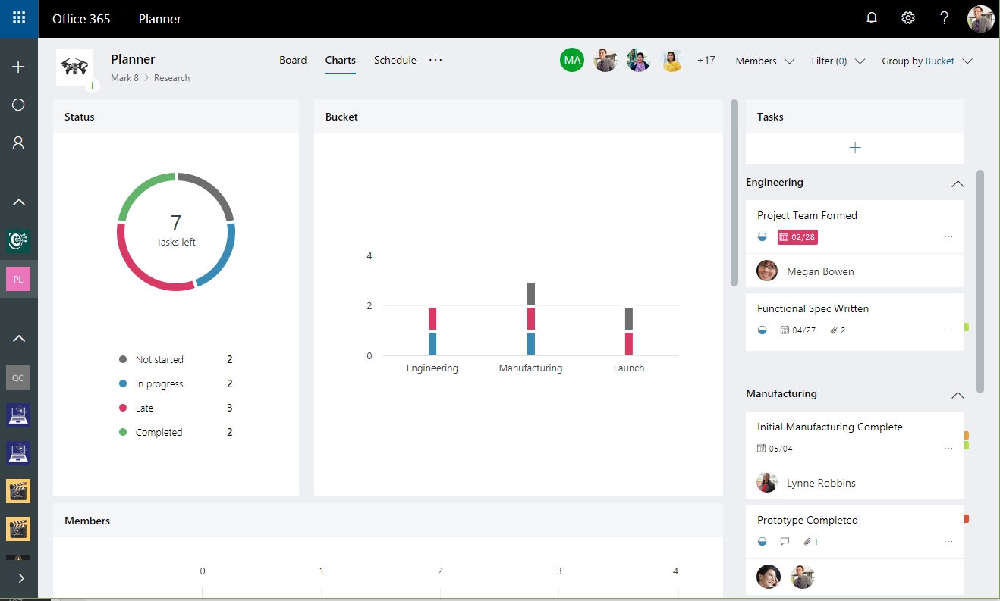 Office 365 Planner
Planner
Mark 8 > Research
Board Charts Schedule ...
MA +17 Members Filter (0) Group by Bucket
i
PL
QC
Status
7
Tasks left
Not started 2
In progress 2
Late 3
Completed 2
Bucket
4
2
0
Engineering Manufacturing Launch
Members
0 1 2 3 4
Tasks
+
Engineering
Project Team Formed
02/28 ...
Megan Bowen
Functional Spec Written
04/27 2 ...
Manufacturing
Initial Manufacturing Complete
05/04 ...
Lynne Robbins
Prototype Completed
1 ...